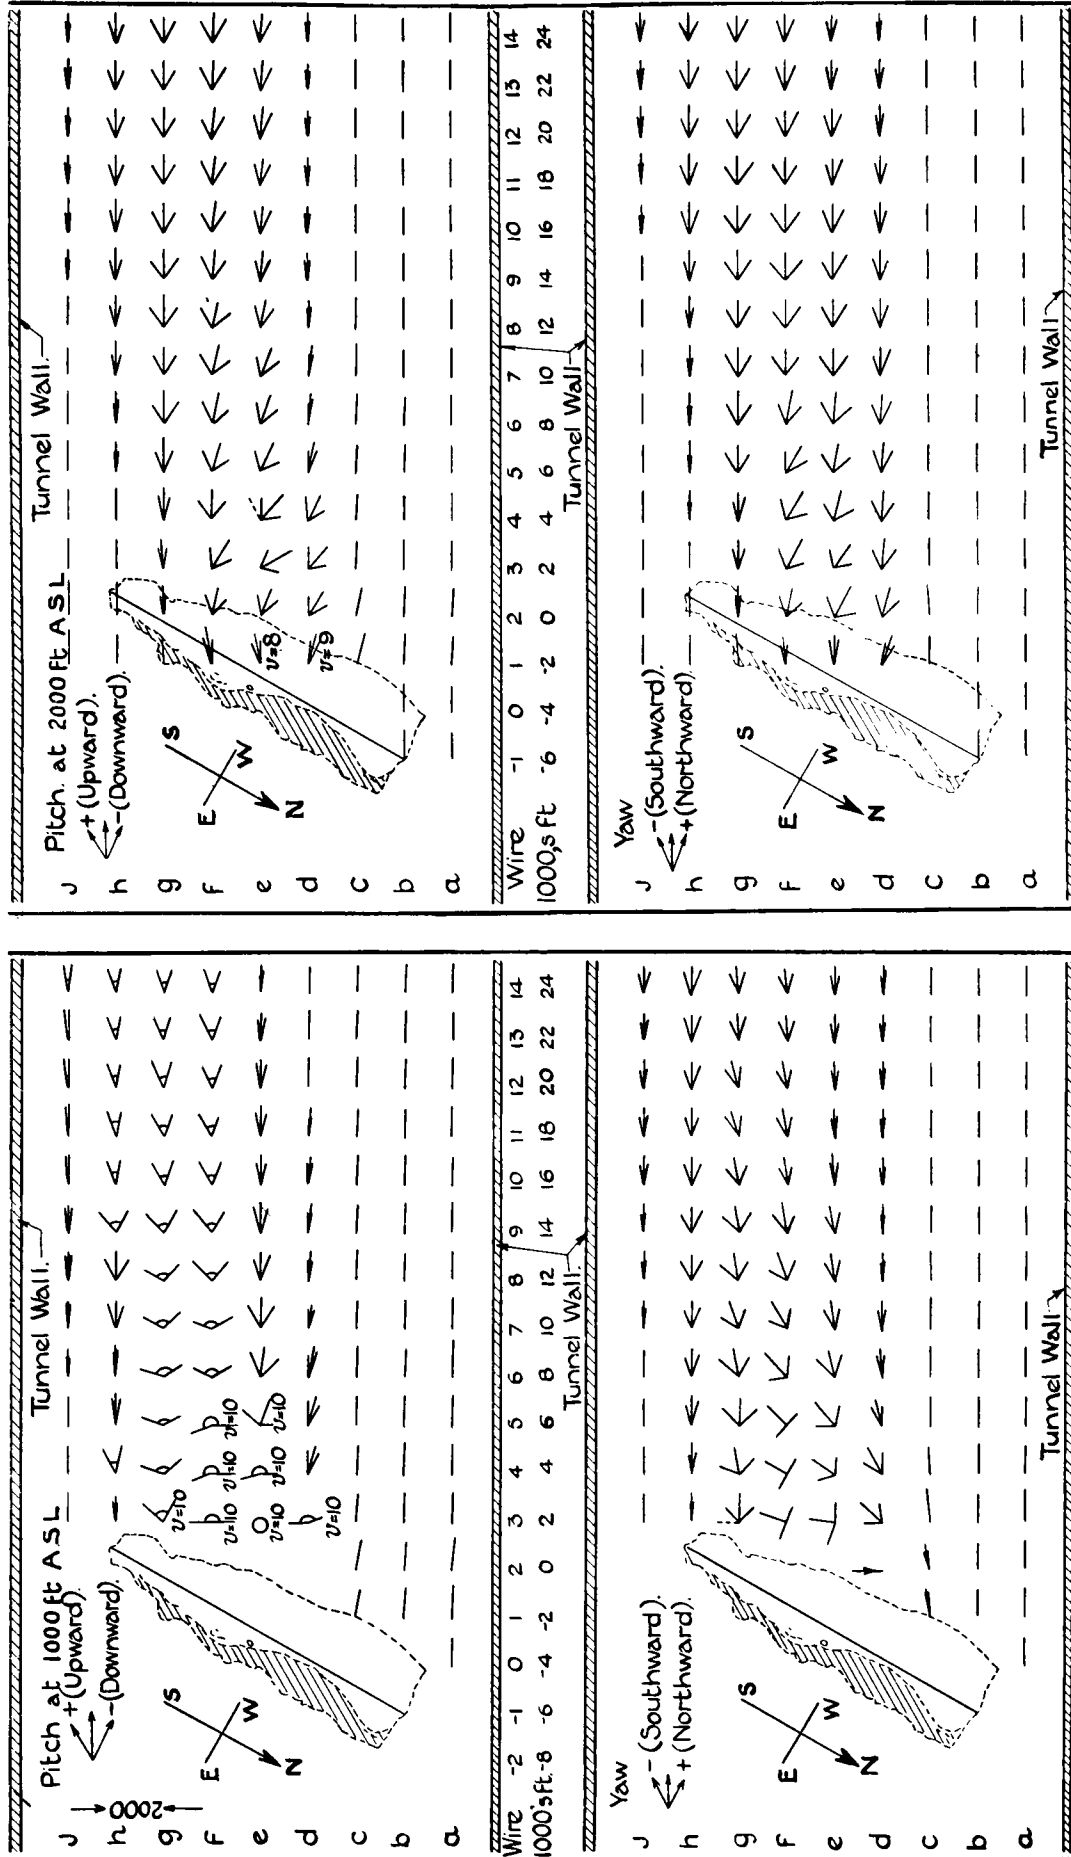 Pitch at 1000 ft A S L
+ (Upward).
- (Downward).
Tunnel Wall.
2000'
J
h
g
f
e
d
c
b
a
v=10
v=10
v=10
v=10
v=10
v=10
v=10
v=10
S
E
W
N
Wire -2 -1 0 1 2 3 4 5 6 7 8 9 10 11 12 13 14
1000's ft. -8 -6 -4 -2 0 2 4 6 8 10 12 14 16 18 20 22 24
Tunnel Wall
Yaw
- (Southward).
+ (Northward).
J
h
g
f
e
d
c
b
a
S
E
W
N
Tunnel Wall
Pitch. at 2000 ft A S L
+ (Upward).
- (Downward).
Tunnel Wall.
J
h
g
f
e
d
c
b
a
v=8
v=9
S
E
W
N
Wire -1 0 1 2 3 4 5 6 7 8 9 10 11 12 13 14
1000,s ft -6 -4 -2 0 2 4 6 8 10 12 14 16 18 20 22 24
Tunnel Wall
Yaw
- (Southward).
+ (Northward).
J
h
g
f
e
d
c
b
a
S
E
W
N
Tunnel Wall